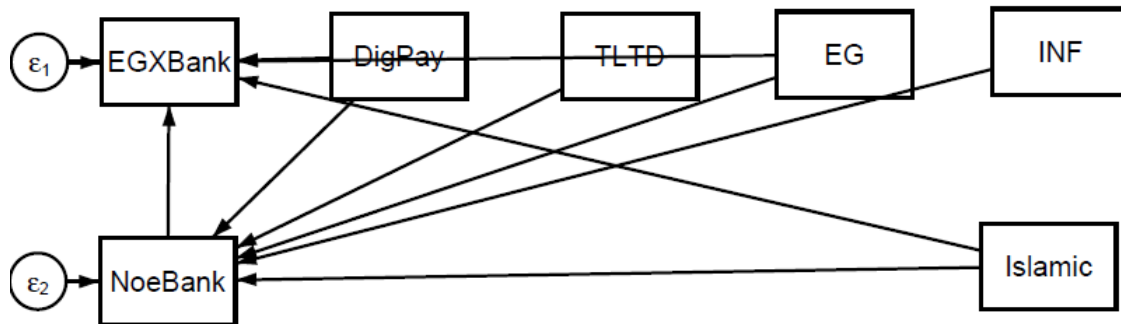 ε1 EGXBank DigPay TLTD EG INF
ε2 NoeBank Islamic